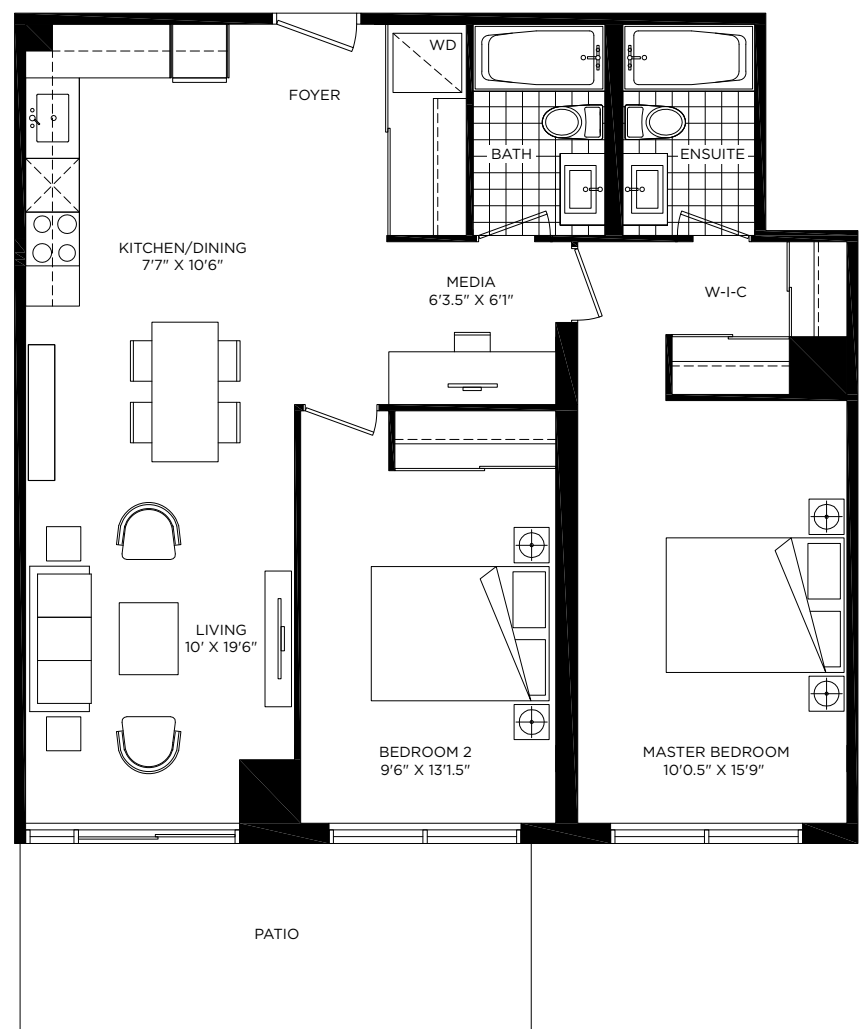 WD
FOYER
BATH
ENSUITE
KITCHEN/DINING
7'7" X 10'6"
MEDIA
6'3.5" X 6'1"
W-I-C
LIVING
10' X 19'6"
BEDROOM 2
9'6" X 13'1.5"
MASTER BEDROOM
10'0.5" X 15'9"
PATIO